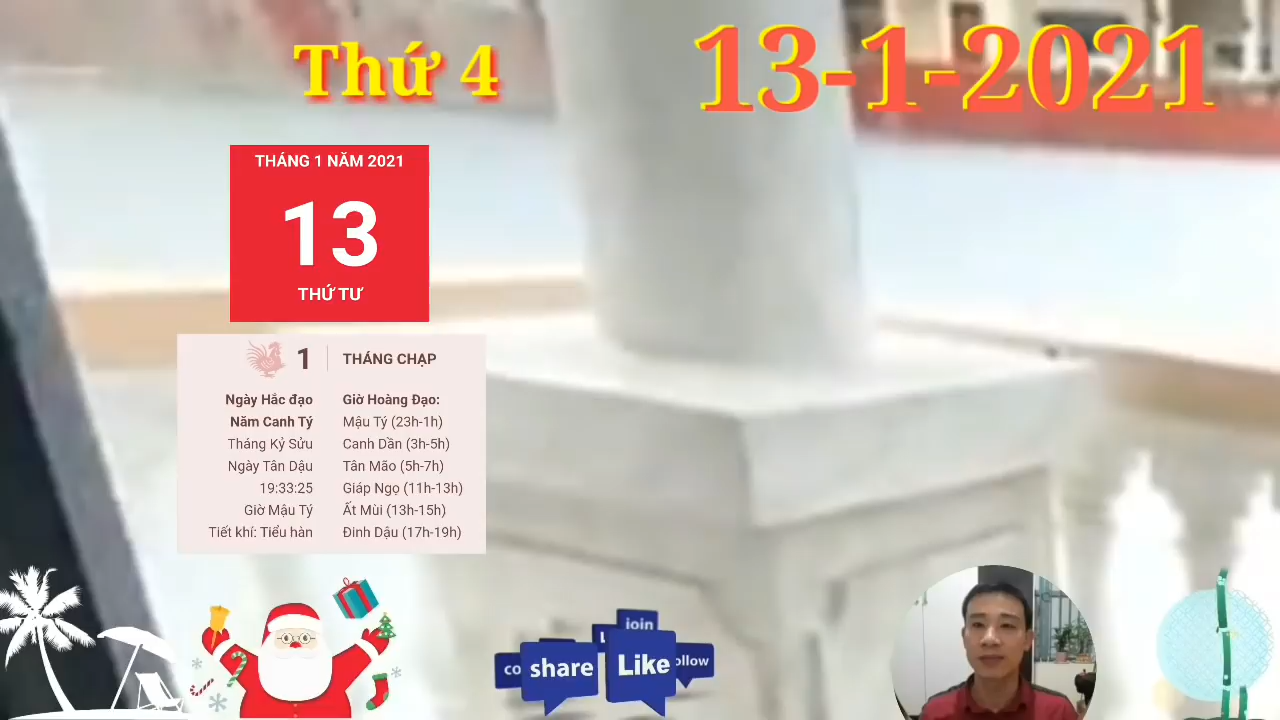 Thứ 4
13-1-2021
THÁNG 1 NĂM 2021
13
THỨ TƯ
1
THÁNG CHẠP
Ngày Hắc đạo
Năm Canh Tý
Tháng Kỷ Sửu
Ngày Tân Dậu
19:33:25
Giờ Mậu Tý
Tiết khí: Tiểu hàn
Giờ Hoàng Đạo:
Mậu Tý (23h-1h)
Canh Dần (3h-5h)
Tân Mão (5h-7h)
Giáp Ngọ (11h-13h)
Ất Mùi (13h-15h)
Đinh Dậu (17h-19h)
join
co
share
Like
ollow